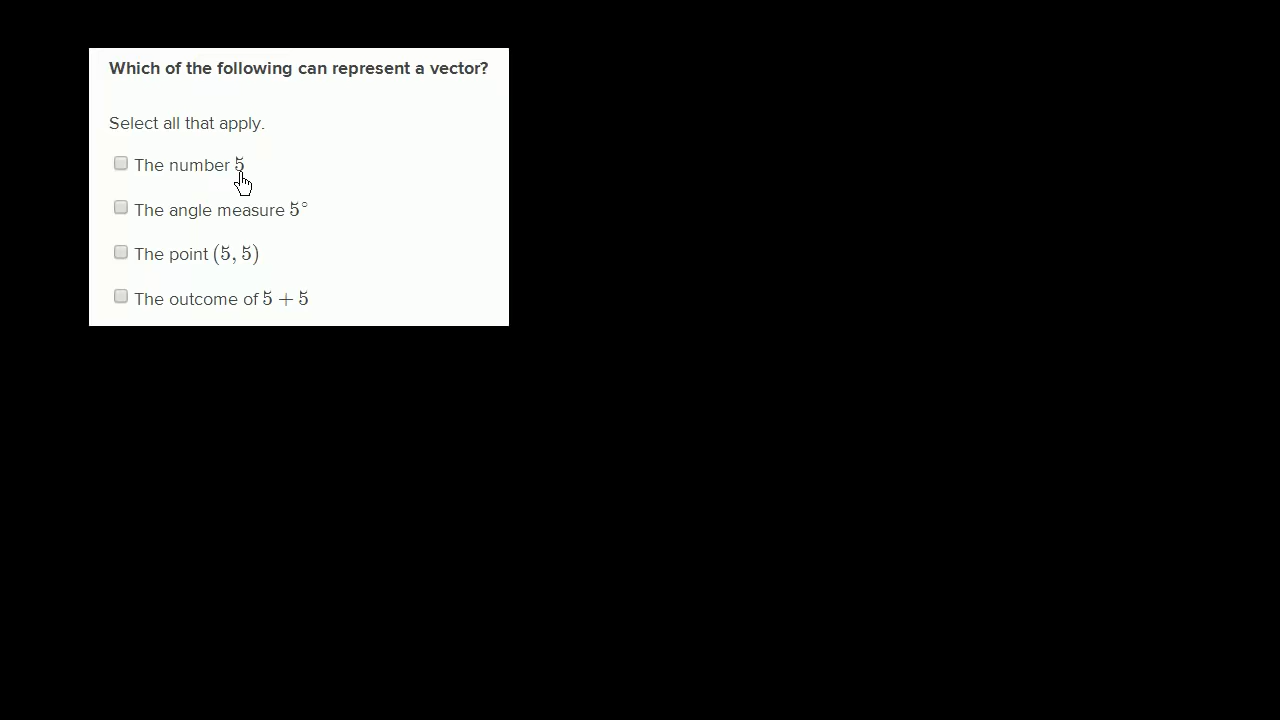 Which of the following can represent a vector?
Select all that apply.
The number 5
The angle measure 5°
The point (5, 5)
The outcome of 5 + 5